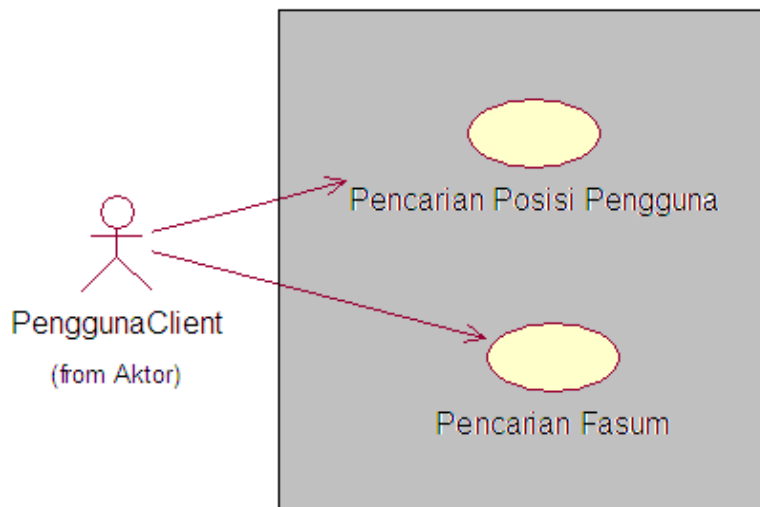 Pencarian Posisi Pengguna
PenggunaClient
(from Aktor)
Pencarian Fasum